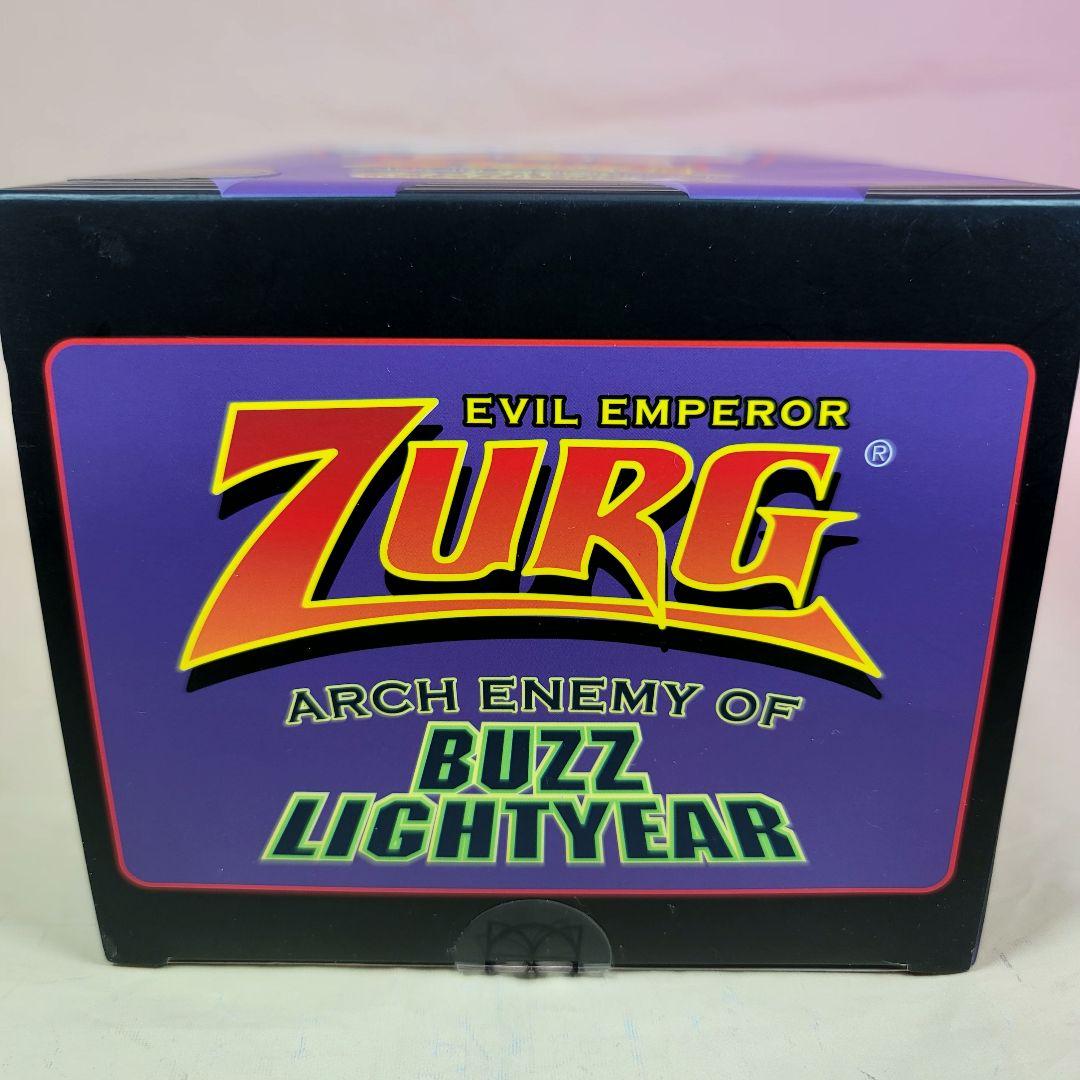 EVIL EMPEROR
ZURG ®
ARCH ENEMY OF
BUZZ
LIGHTYEAR